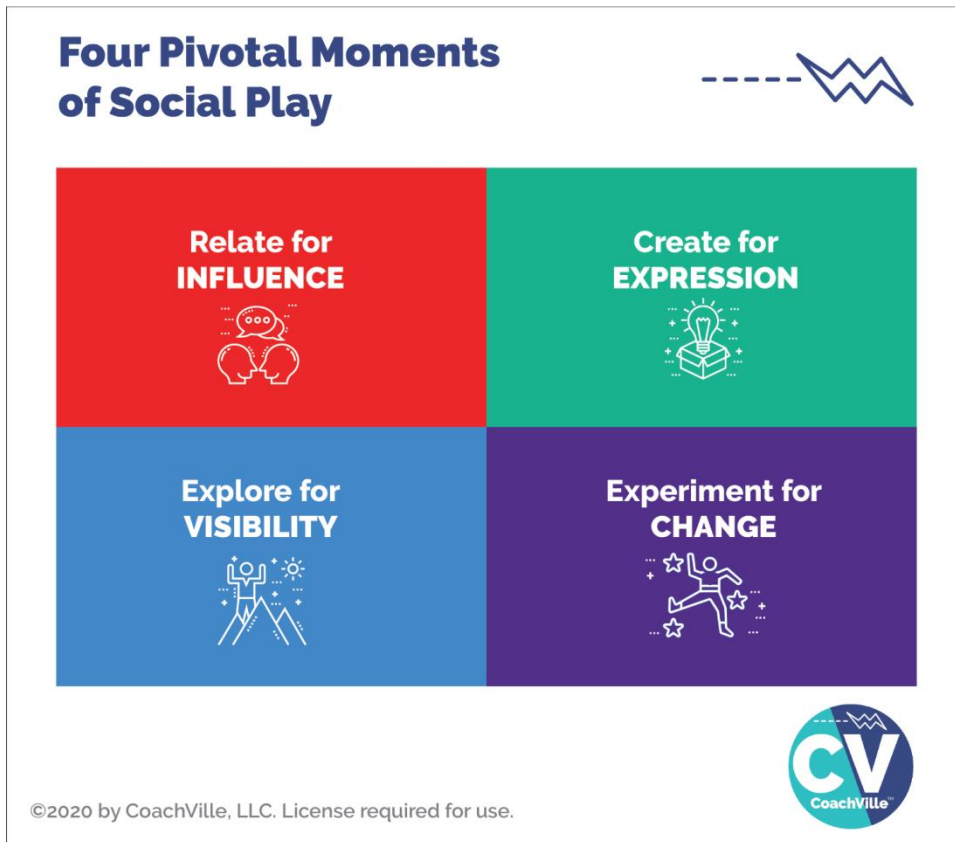 Four Pivotal Moments
of Social Play
Relate for
INFLUENCE
Create for
EXPRESSION
Explore for
VISIBILITY
Experiment for
CHANGE
CV
CoachVille™
©2020 by CoachVille, LLC. License required for use.